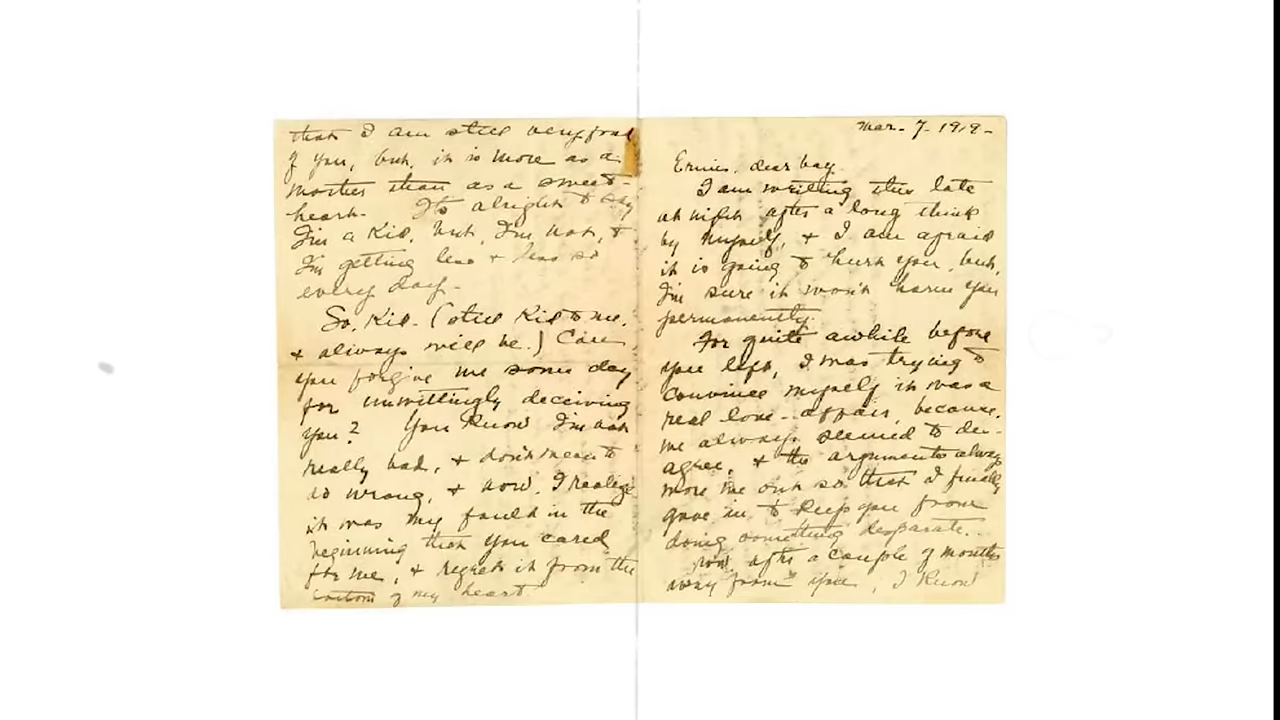 Mar. 7. 1919.
Ernie, dear boy,
I am writing this late
at night after a long think
by myself, & I am afraid
it is going to hurt you, but,
I'm sure it won't harm you
permanently.
For quite awhile before
you left, I was trying to
convince myself it was a
real love-affair, because,
we always seemed to dis-
agree, & then arguments always
wore me out so that I finally
gave in to keep you from
doing something desperate.
Now, after a couple of months
away from you, I know
that I am still very fond
of you, but, it is more as a
mother than as a sweet-
heart. It's alright to say
I'm a Kid, but, I'm not, &
I'm getting less & less so
every day.
So, Kid (still Kid to me,
& always will be.) Can
you forgive me some day
for unwittingly deceiving
you? You know I'm not
really bad, & don't mean to
do wrong, & now, I realize
it was my fault in the
beginning that you cared
for me, & regret it from the
bottom of my heart